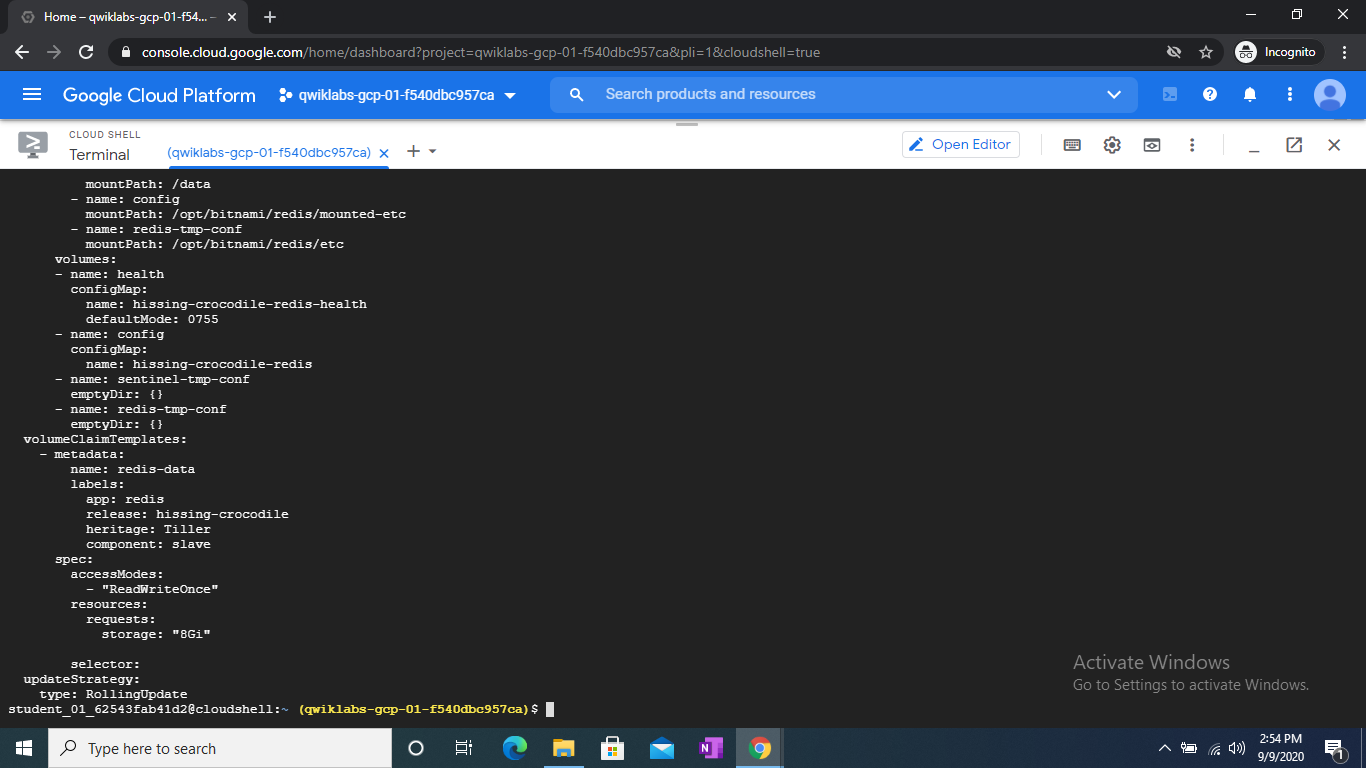 Home – qwiklabs-gcp-01-f54... –
console.cloud.google.com/home/dashboard?project=qwiklabs-gcp-01-f540dbc957ca&pli=1&cloudshell=true
Incognito
Google Cloud Platform
qwiklabs-gcp-01-f540dbc957ca
Search products and resources
CLOUD SHELL
Terminal
(qwiklabs-gcp-01-f540dbc957ca)
Open Editor
          mountPath: /data
        - name: config
          mountPath: /opt/bitnami/redis/mounted-etc
        - name: redis-tmp-conf
          mountPath: /opt/bitnami/redis/etc
      volumes:
      - name: health
        configMap:
          name: hissing-crocodile-redis-health
          defaultMode: 0755
      - name: config
        configMap:
          name: hissing-crocodile-redis
      - name: sentinel-tmp-conf
        emptyDir: {}
      - name: redis-tmp-conf
        emptyDir: {}
  volumeClaimTemplates:
    - metadata:
        name: redis-data
        labels:
          app: redis
          release: hissing-crocodile
          heritage: Tiller
          component: slave
      spec:
        accessModes:
          - "ReadWriteOnce"
        resources:
          requests:
            storage: "8Gi"
        selector:
  updateStrategy:
    type: RollingUpdate
student_01_62543fab41d2@cloudshell:~ (qwiklabs-gcp-01-f540dbc957ca)$
Activate Windows
Go to Settings to activate Windows.
Type here to search
N
2:54 PM
9/9/2020
1